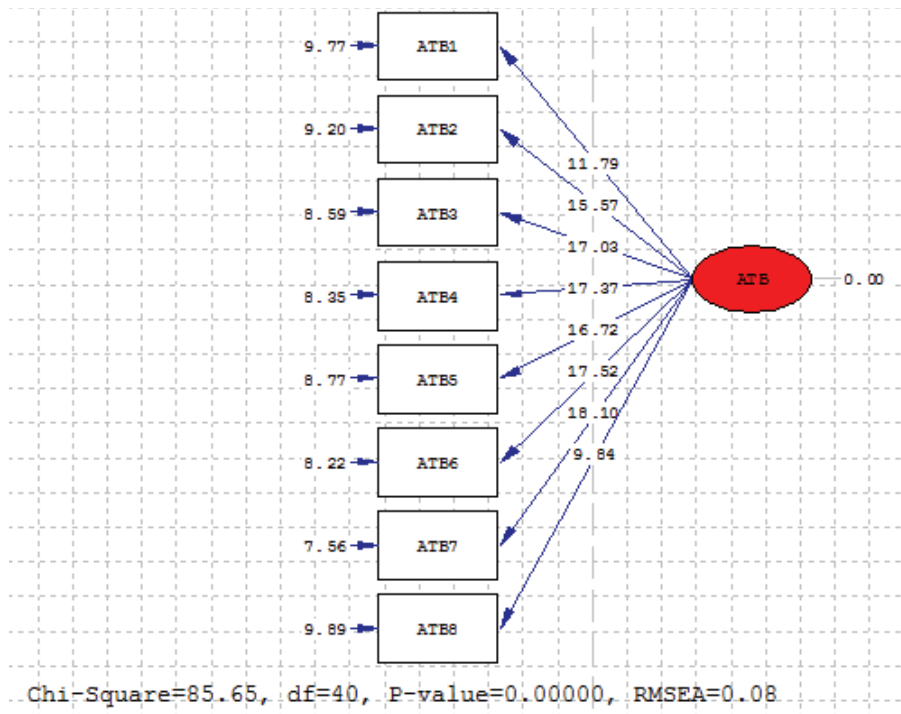 9.77 ATB1
9.20 ATB2
11.79
15.57
8.59 ATB3
17.03
ATB 0.00
8.35 ATB4 17.37
16.72
8.77 ATB5 17.52
18.10
8.22 ATB6 9.84
7.56 ATB7
9.89 ATB8
Chi-Square=85.65, df=40, P-value=0.00000, RMSEA=0.08